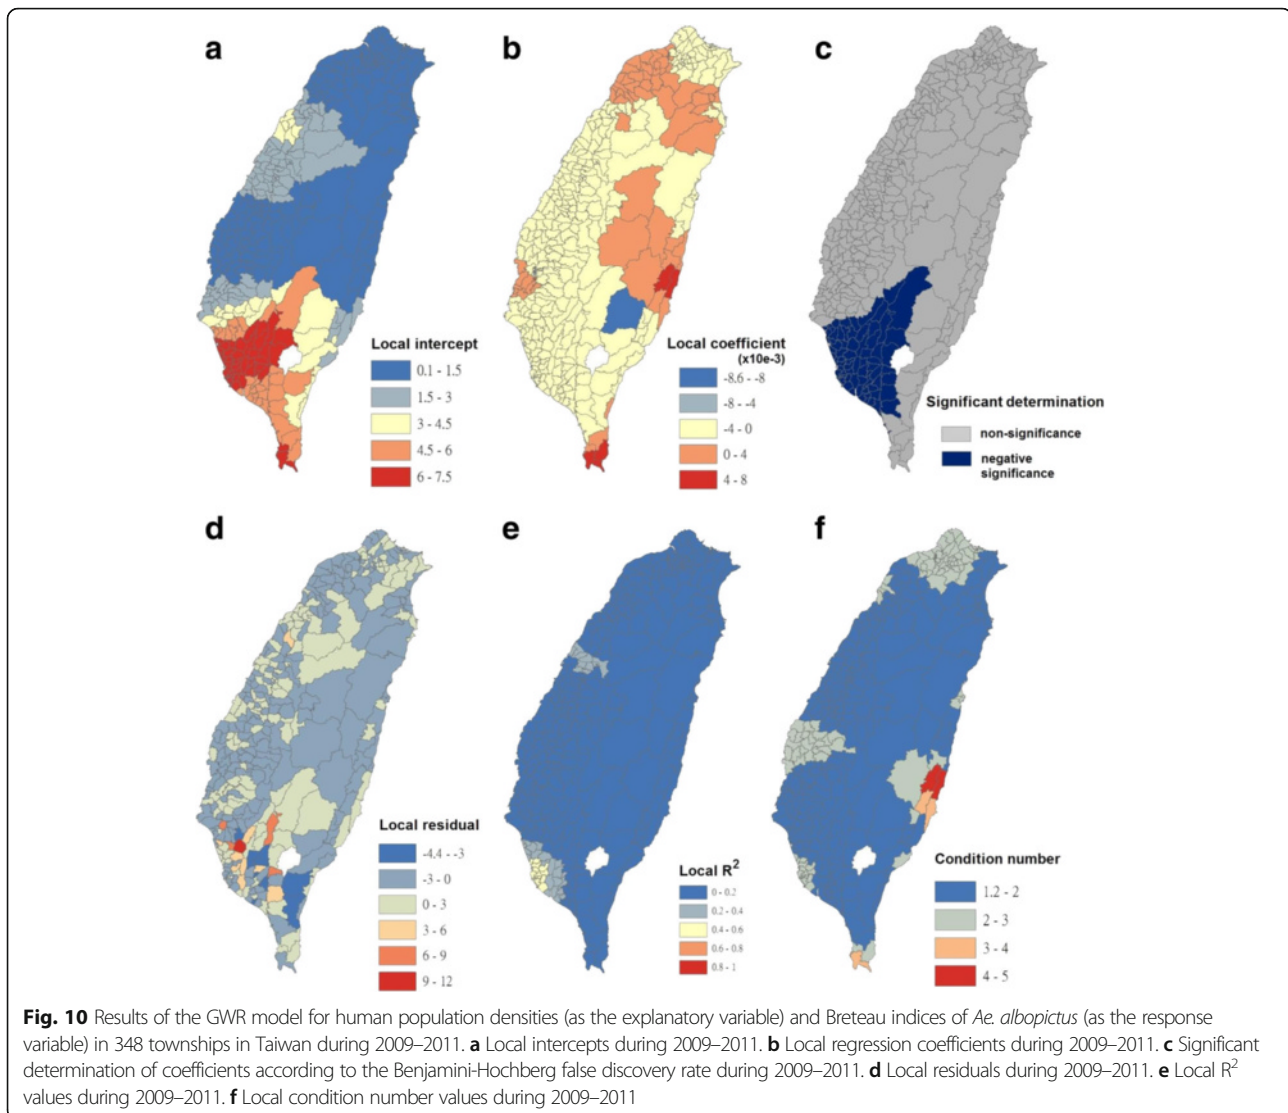 a
b
c
Local intercept
0.1 - 1.5
1.5 - 3
3 - 4.5
4.5 - 6
6 - 7.5
Local coefficient
(x10e-3)
-8.6 - -8
-8 - -4
-4 - 0
0 - 4
4 - 8
Significant determination
non-significance
negative
significance
d
e
f
Local residual
-4.4 - -3
-3 - 0
0 - 3
3 - 6
6 - 9
9 - 12
Local R²
0 - 0.2
0.2 - 0.4
0.4 - 0.6
0.6 - 0.8
0.8 - 1
Condition number
1.2 - 2
2 - 3
3 - 4
4 - 5
Fig. 10 Results of the GWR model for human population densities (as the explanatory variable) and Breteau indices of Ae. albopictus (as the response
variable) in 348 townships in Taiwan during 2009–2011. a Local intercepts during 2009–2011. b Local regression coefficients during 2009–2011. c Significant
determination of coefficients according to the Benjamini-Hochberg false discovery rate during 2009–2011. d Local residuals during 2009–2011. e Local R²
values during 2009–2011. f Local condition number values during 2009–2011